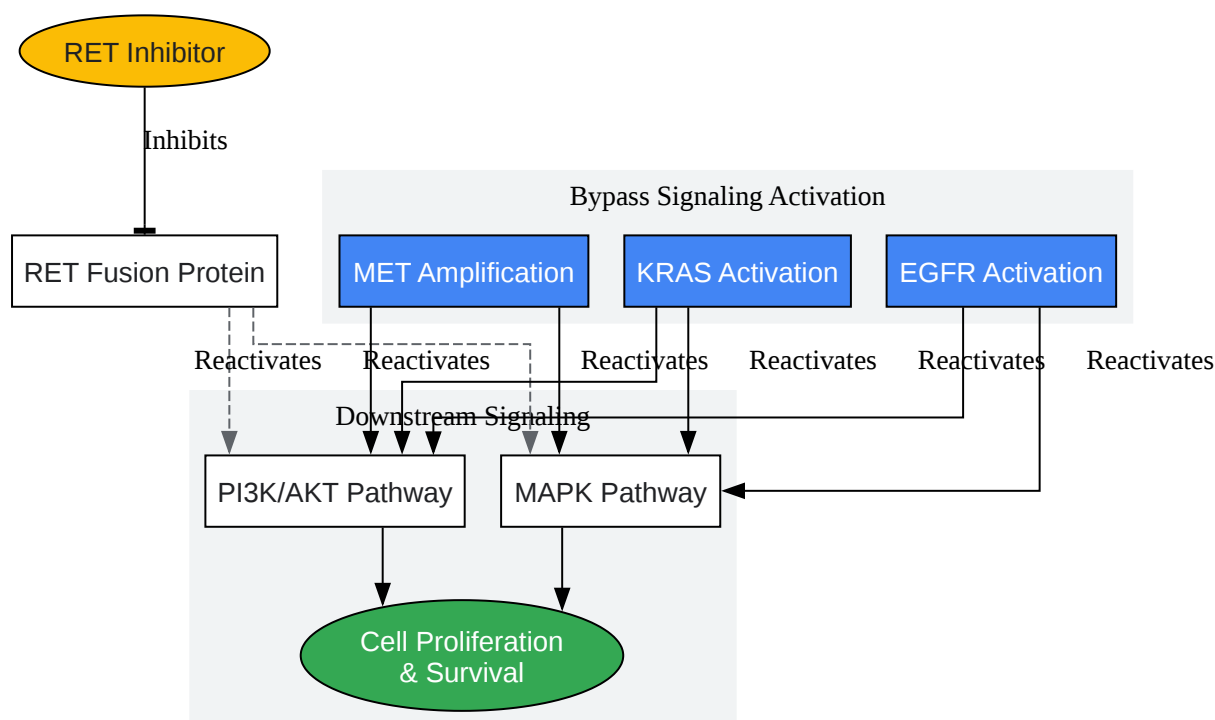 RET Inhibitor
Inhibits
Bypass Signaling Activation
RET Fusion Protein
MET Amplification
KRAS Activation
EGFR Activation
Reactivates
Reactivates
Reactivates
Reactivates
Reactivates
Reactivates
Downstream Signaling
PI3K/AKT Pathway
MAPK Pathway
Cell Proliferation
& Survival